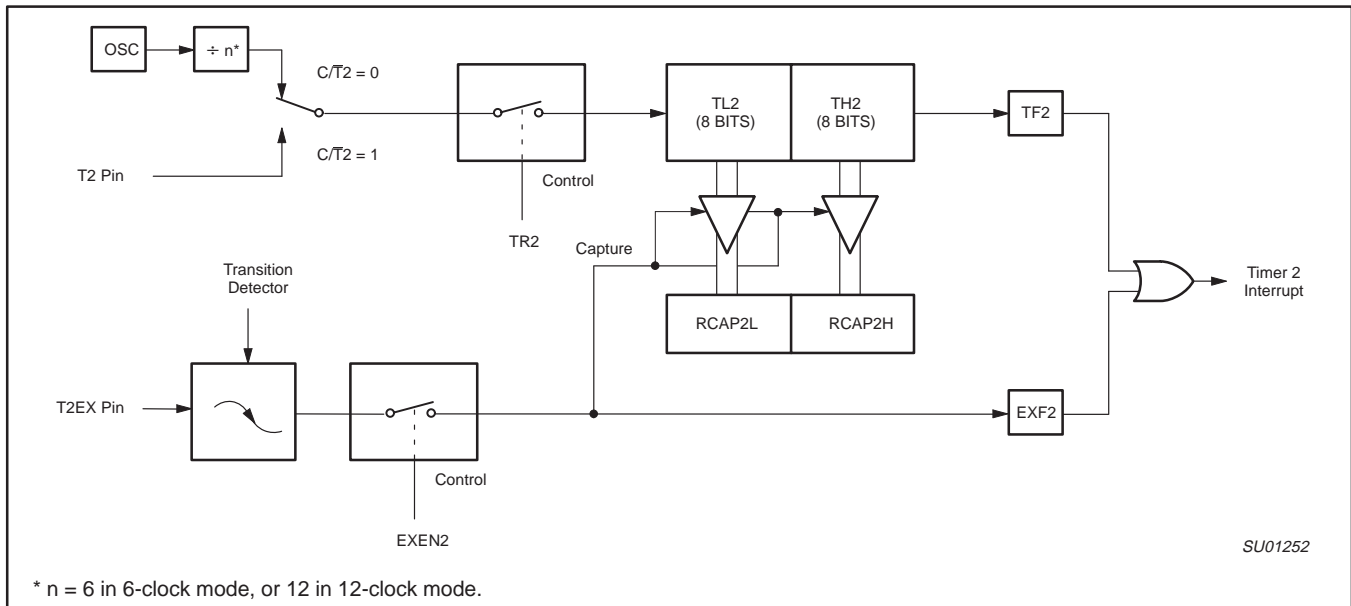 OSC
÷ n*
C/T̅2 = 0
C/T̅2 = 1
T2 Pin
Control
TR2
TL2
(8 BITS)
TH2
(8 BITS)
TF2
Capture
Transition
Detector
RCAP2L
RCAP2H
Timer 2
Interrupt
T2EX Pin
EXF2
Control
EXEN2
SU01252
* n = 6 in 6-clock mode, or 12 in 12-clock mode.